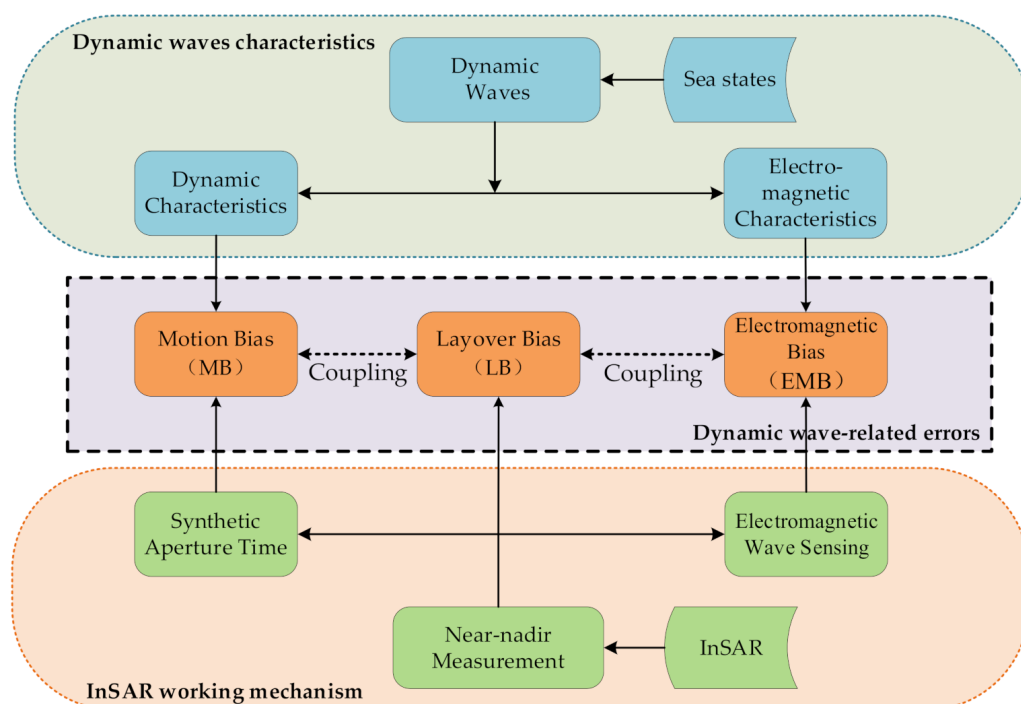 Dynamic waves characteristics
Dynamic
Waves
Sea states
Dynamic
Characteristics
Electro-
magnetic
Characteristics
Motion Bias
（MB）
Coupling
Layover Bias
（LB）
Coupling
Electromagnetic
Bias
（EMB）
Dynamic wave-related errors
Synthetic
Aperture Time
Electromagnetic
Wave Sensing
Near-nadir
Measurement
InSAR
InSAR working mechanism